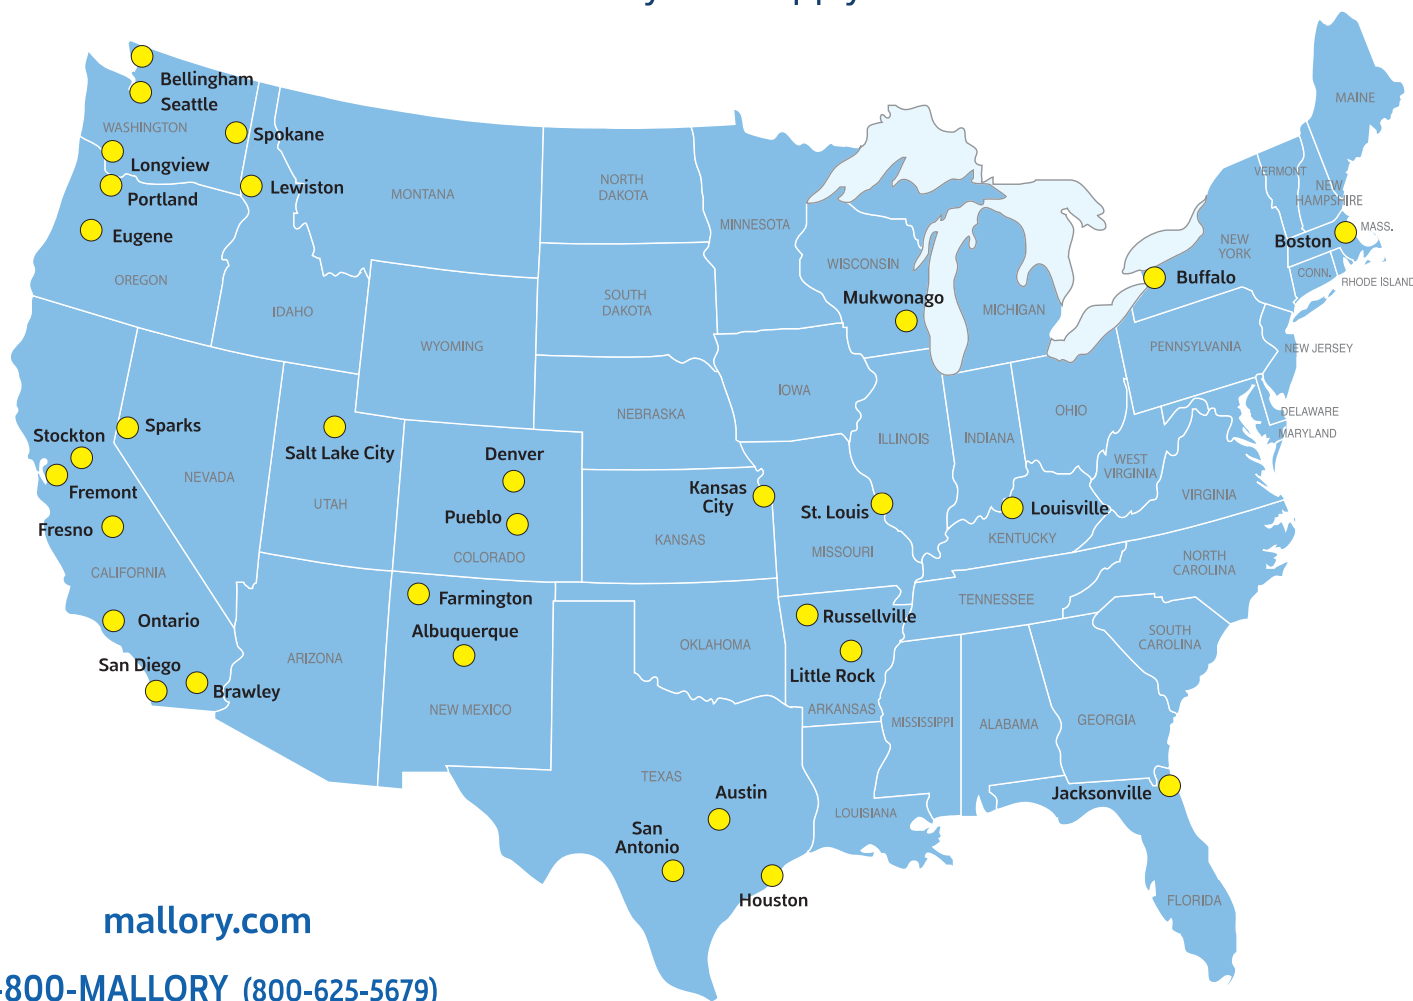 Bellingham
Seattle
WASHINGTON
Spokane
Longview
Lewiston
Portland
Eugene
OREGON
MONTANA
IDAHO
WYOMING
NORTH
DAKOTA
SOUTH
DAKOTA
MINNESOTA
WISCONSIN
Mukwonago
MICHIGAN
MAINE
VERMONT
NEW
HAMPSHIRE
MASS.
Boston
NEW
YORK
CONN.
RHODE ISLAND
Buffalo
PENNSYLVANIA
NEW JERSEY
DELAWARE
MARYLAND
NEBRASKA
IOWA
ILLINOIS
INDIANA
OHIO
WEST
VIRGINIA
VIRGINIA
Sparks
Stockton
Fremont
Fresno
NEVADA
CALIFORNIA
Salt Lake City
UTAH
Denver
Pueblo
COLORADO
Kansas
City
KANSAS
St. Louis
MISSOURI
Louisville
KENTUCKY
NORTH
CAROLINA
TENNESSEE
SOUTH
CAROLINA
Ontario
San Diego
Brawley
ARIZONA
Farmington
Albuquerque
NEW MEXICO
OKLAHOMA
Russellville
Little Rock
ARKANSAS
MISSISSIPPI
ALABAMA
GEORGIA
TEXAS
Austin
San
Antonio
Houston
LOUISIANA
Jacksonville
FLORIDA
mallory.com
-800-MALLORY (800-625-5679)